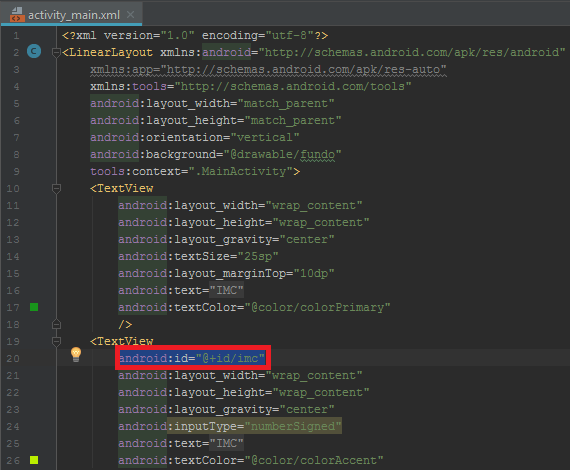 activity_main.xml
1 <?xml version="1.0" encoding="utf-8"?>
2 <LinearLayout xmlns:android="http://schemas.android.com/apk/res/android"
3 xmlns:app="http://schemas.android.com/apk/res-auto"
4 xmlns:tools="http://schemas.android.com/tools"
5 android:layout_width="match_parent"
6 android:layout_height="match_parent"
7 android:orientation="vertical"
8 android:background="@drawable/fundo"
9 tools:context=".MainActivity">
10 <TextView
11 android:layout_width="wrap_content"
12 android:layout_height="wrap_content"
13 android:layout_gravity="center"
14 android:textSize="25sp"
15 android:layout_marginTop="10dp"
16 android:text="IMC"
17 android:textColor="@color/colorPrimary"
18 />
19 <TextView
20 android:id="@+id/imc"
21 android:layout_width="wrap_content"
22 android:layout_height="wrap_content"
23 android:layout_gravity="center"
24 android:inputType="numberSigned"
25 android:text="IMC"
26 android:textColor="@color/colorAccent"